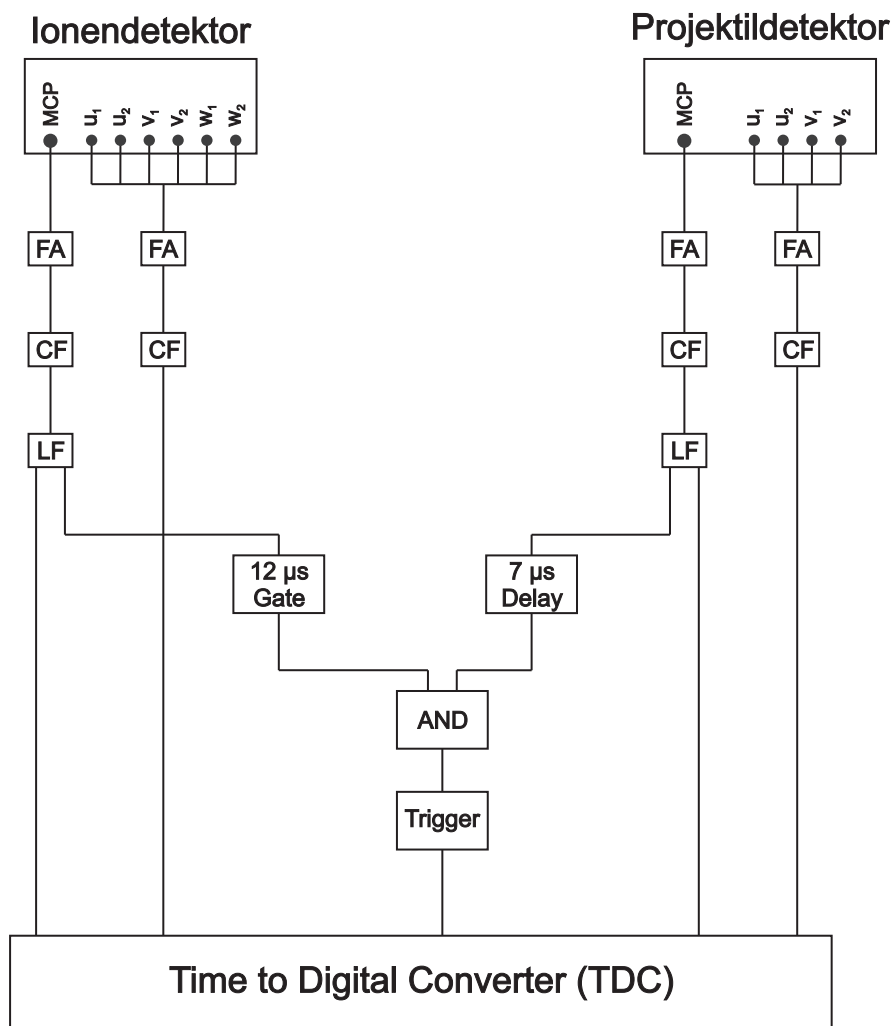 Ionendetektor
MCP
u₁
u₂
v₁
v₂
w₁
w₂
Projektildetektor
MCP
u₁
u₂
v₁
v₂
FA
FA
FA
FA
CF
CF
CF
CF
LF
LF
12 µs
Gate
7 µs
Delay
AND
Trigger
Time to Digital Converter (TDC)